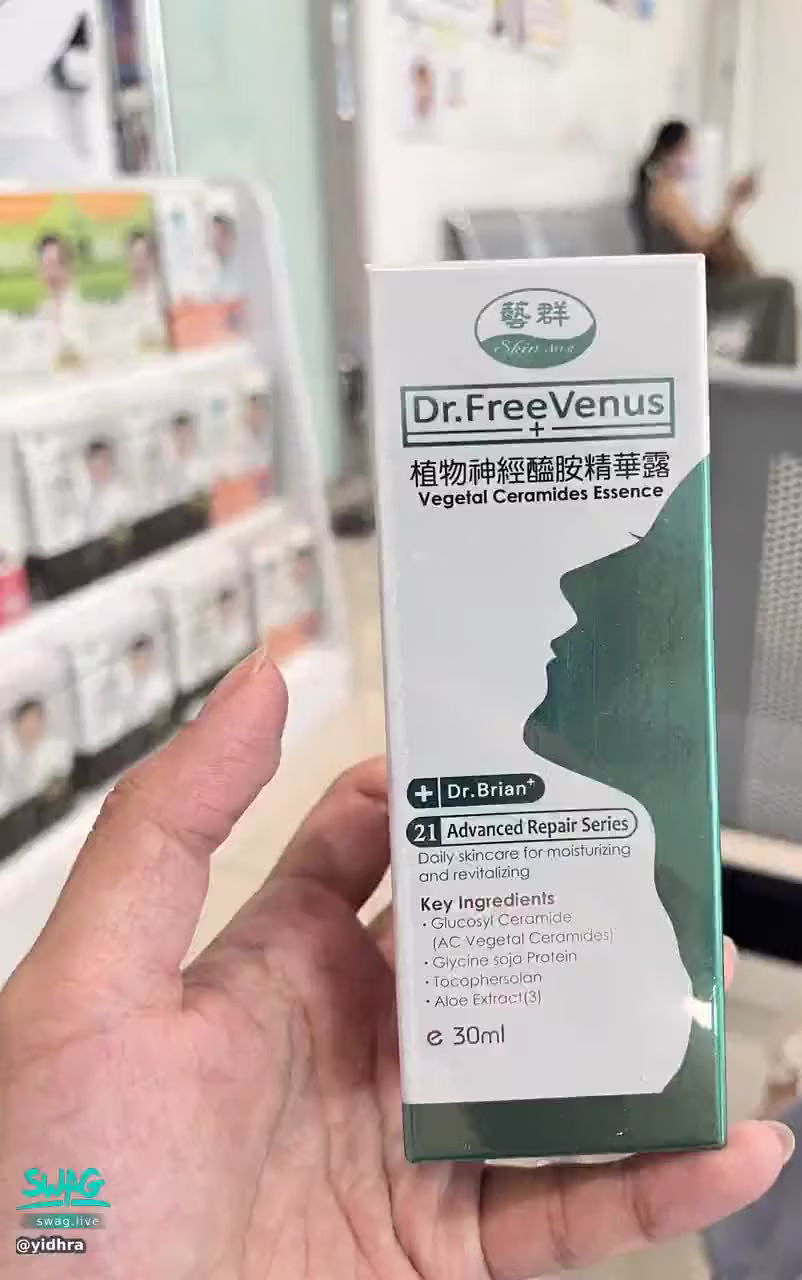 藝群
Skin
Dr.FreeVenus
+
植物神經醯胺精華露
Vegetal Ceramides Essence
+ Dr.Brian+
21 Advanced Repair Series
Daily skincare for moisturizing
and revitalizing
Key Ingredients
· Glucosyl Ceramide
(AC Vegetal Ceramides)
· Glycine soja Protein
· Tocophersolan
· Aloe Extract(3)
e 30ml
SWAG
swag.live
@yidhra